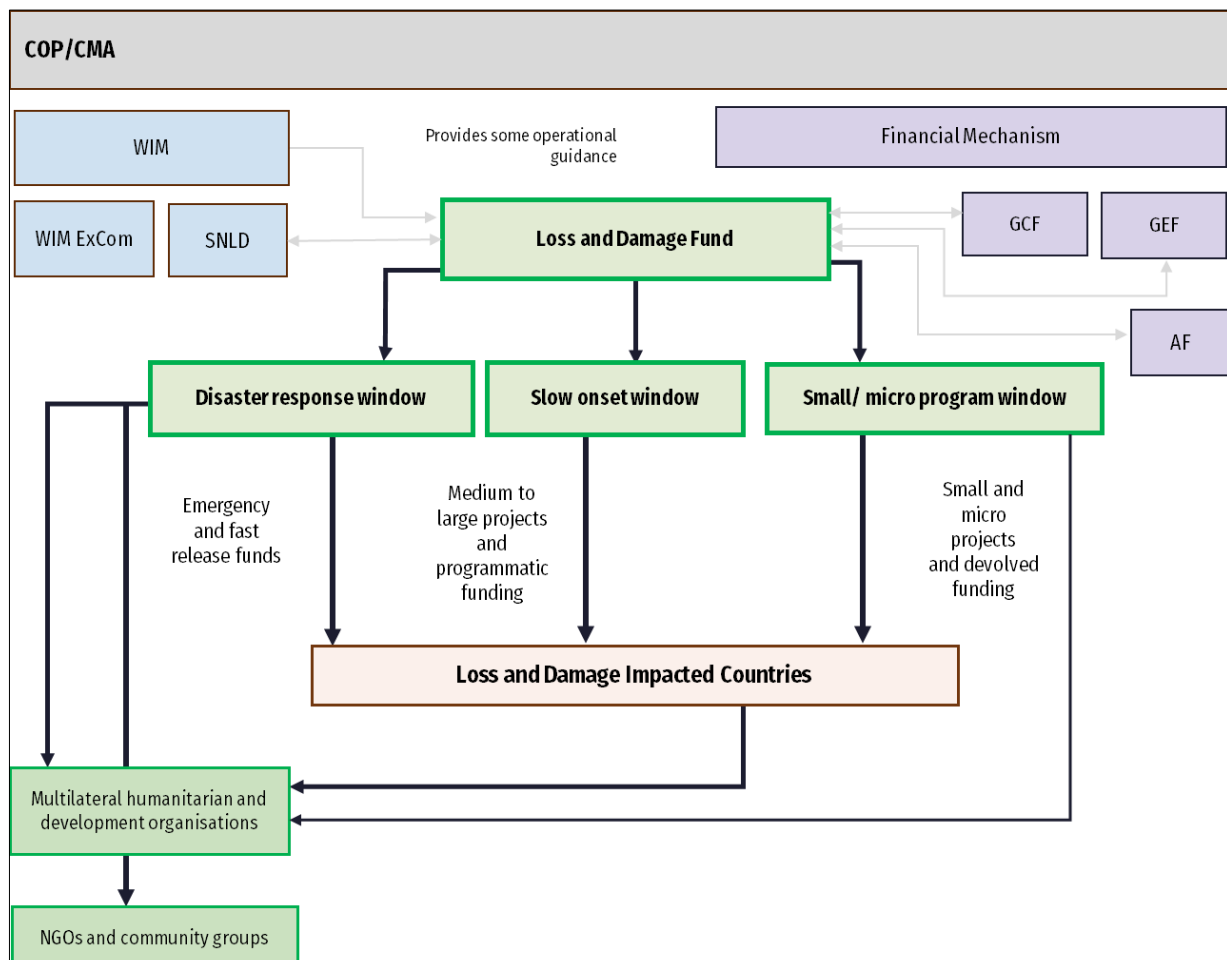 COP/CMA
WIM
Provides some operational
guidance
Financial Mechanism
WIM ExCom
SNLD
Loss and Damage Fund
GCF
GEF
AF
Disaster response window
Slow onset window
Small/ micro program window
Emergency
and fast
release funds
Medium to
large projects
and
programmatic
funding
Small and
micro
projects
and devolved
funding
Loss and Damage Impacted Countries
Multilateral humanitarian and
development organisations
NGOs and community groups